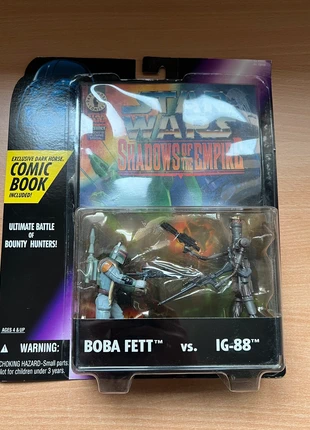 EXCLUSIVE DARK HORSE
COMIC
BOOK
INCLUDED!
WARS
SHADOWS OF THE EMPIRE
ULTIMATE BATTLE
OF
BOUNTY HUNTERS!
AGES 4 & UP
WARNING:
CHOKING HAZARD-Small parts.
Not for children under 3 years.
BOBA FETT™ vs. IG-88™